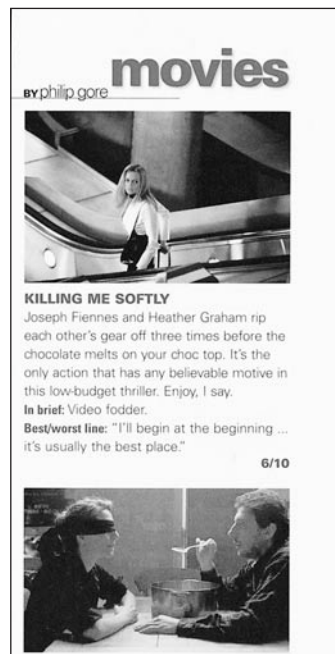 movies
BY philip gore
KILLING ME SOFTLY
Joseph Fiennes and Heather Graham rip
each other's gear off three times before the
chocolate melts on your choc top. It's the
only action that has any believable motive in
this low-budget thriller. Enjoy, I say.
In brief: Video fodder.
Best/worst line: "I'll begin at the beginning ...
it's usually the best place."
6/10